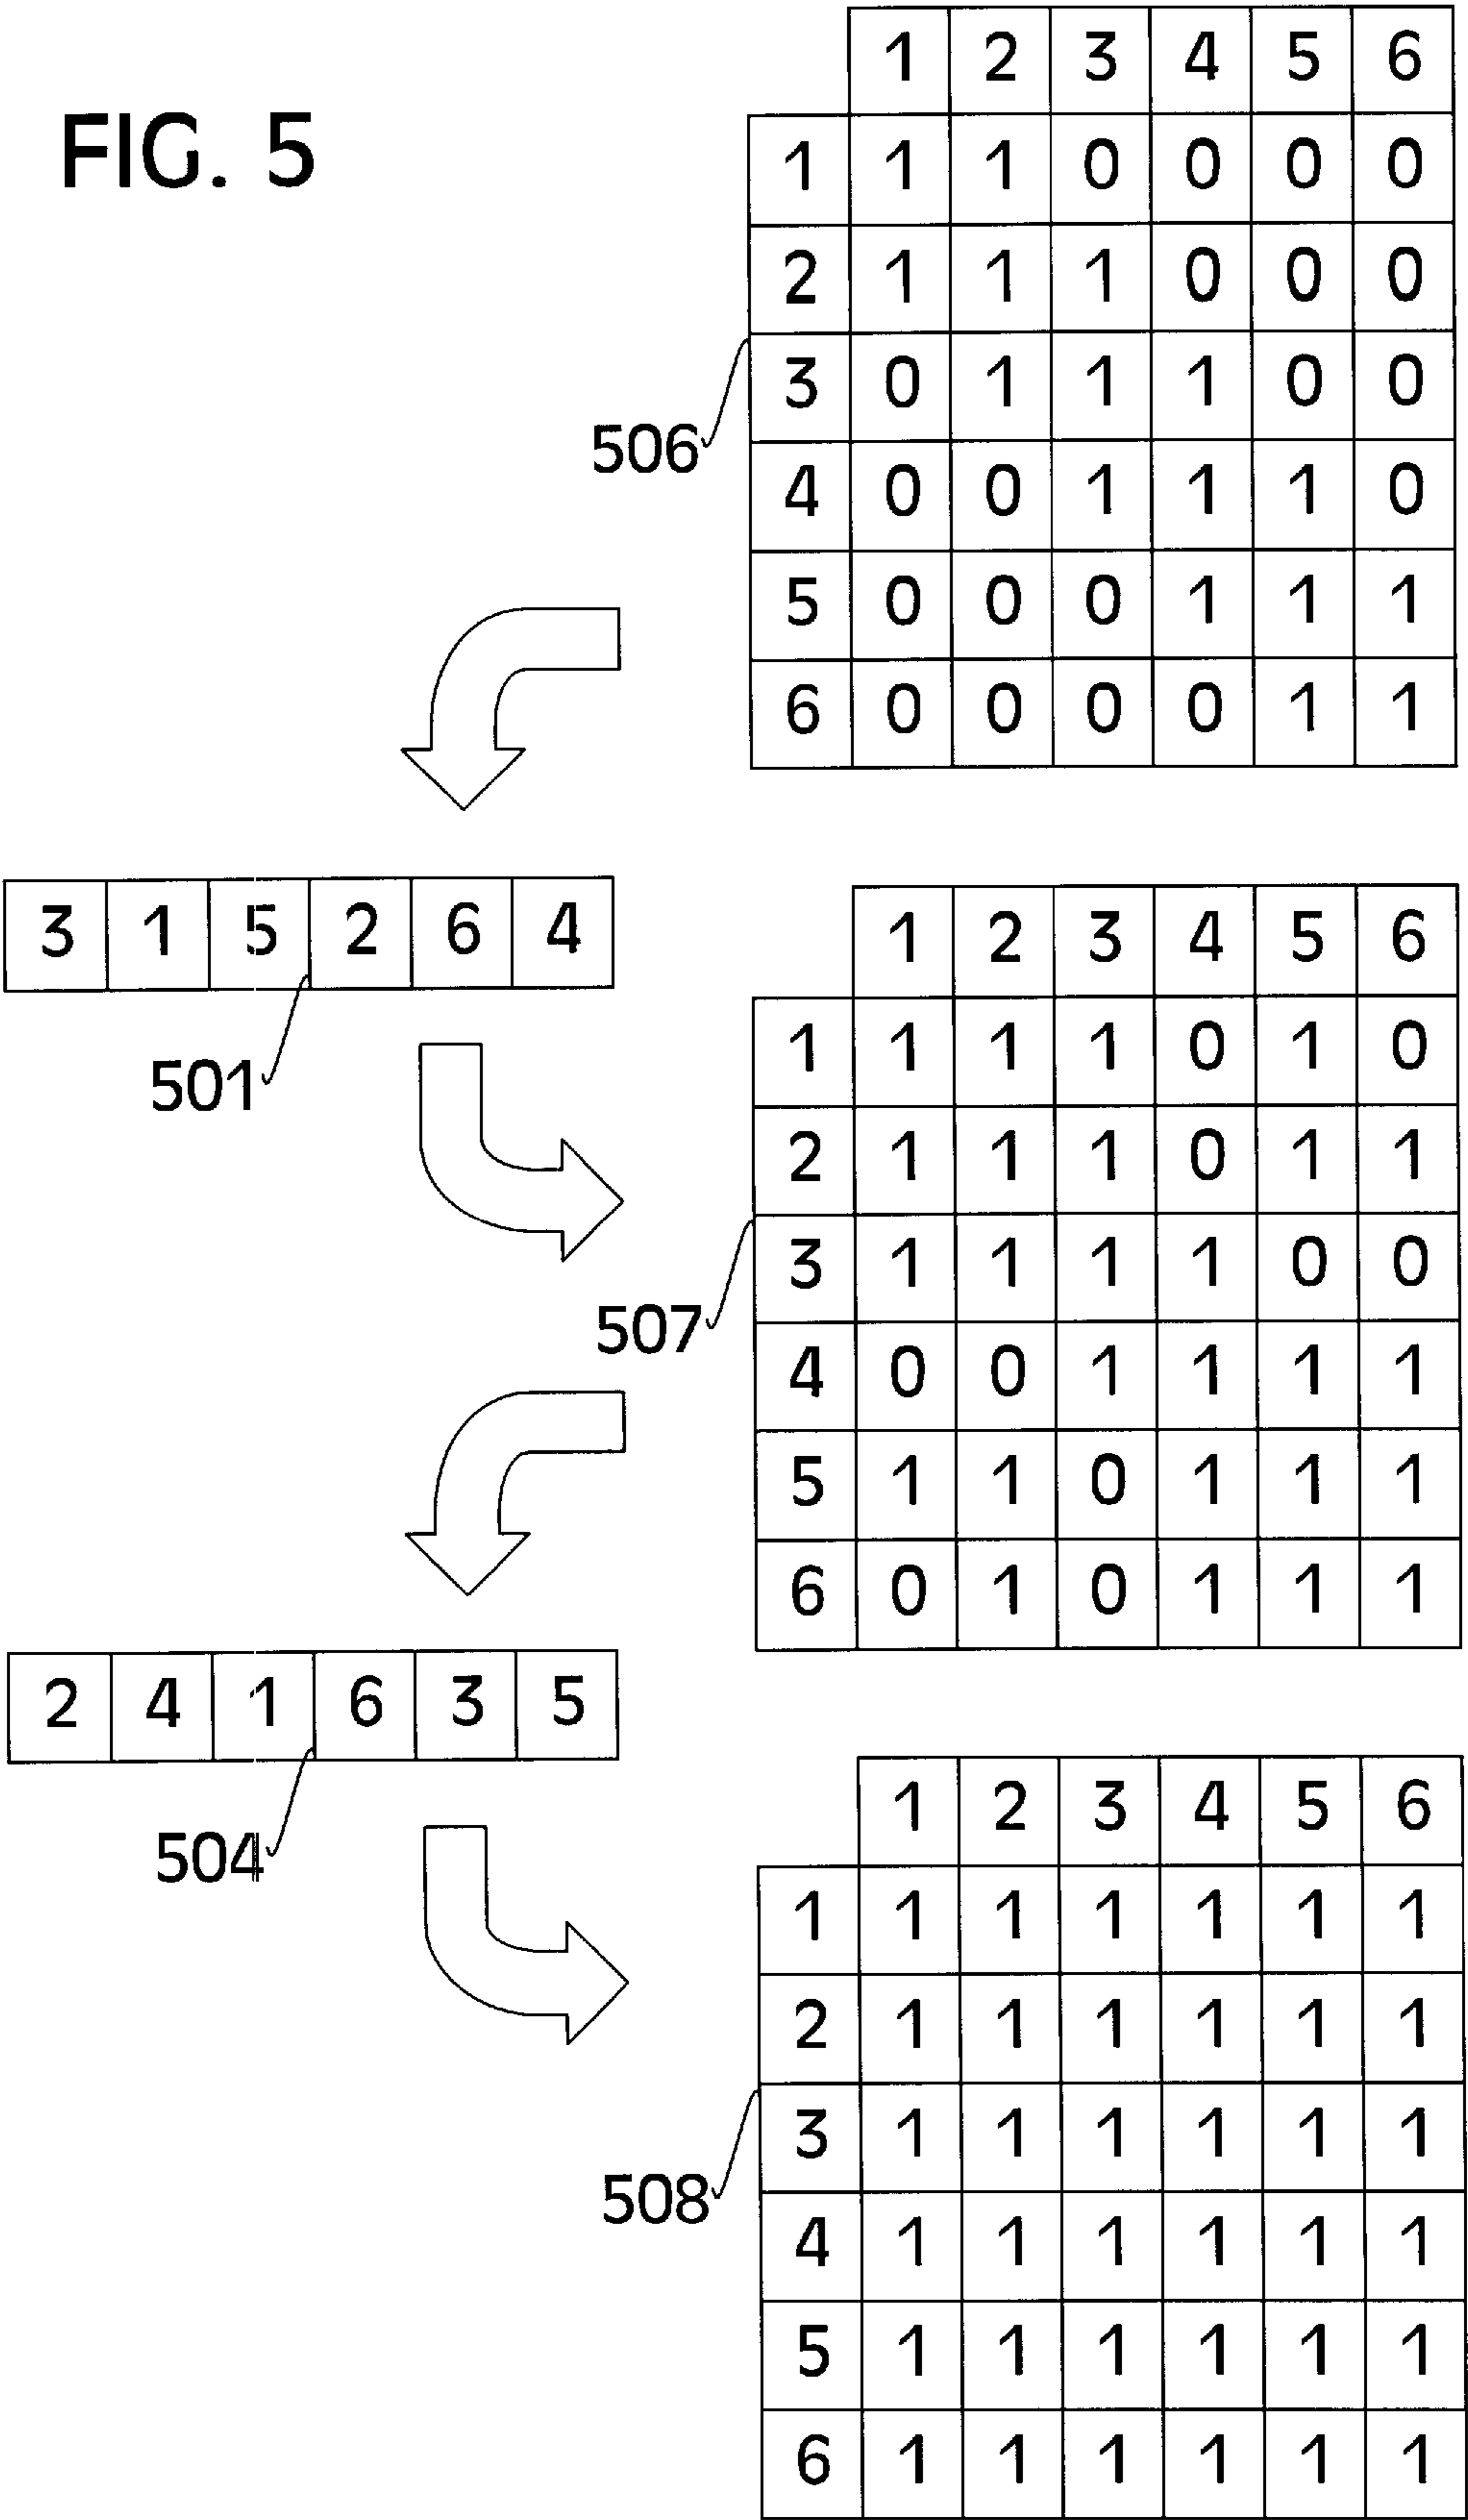 FIG. 5
1 2 3 4 5 6
1 1 1 0 0 0 0
2 1 1 1 0 0 0
3 0 1 1 1 0 0
506
4 0 0 1 1 1 0
5 0 0 0 1 1 1
6 0 0 0 0 1 1
3 1 5 2 6 4
501
1 2 3 4 5 6
1 1 1 1 0 1 0
2 1 1 1 0 1 1
3 1 1 1 1 0 0
507
4 0 0 1 1 1 1
5 1 1 0 1 1 1
6 0 1 0 1 1 1
2 4 1 6 3 5
504
1 2 3 4 5 6
1 1 1 1 1 1 1
2 1 1 1 1 1 1
3 1 1 1 1 1 1
508
4 1 1 1 1 1 1
5 1 1 1 1 1 1
6 1 1 1 1 1 1